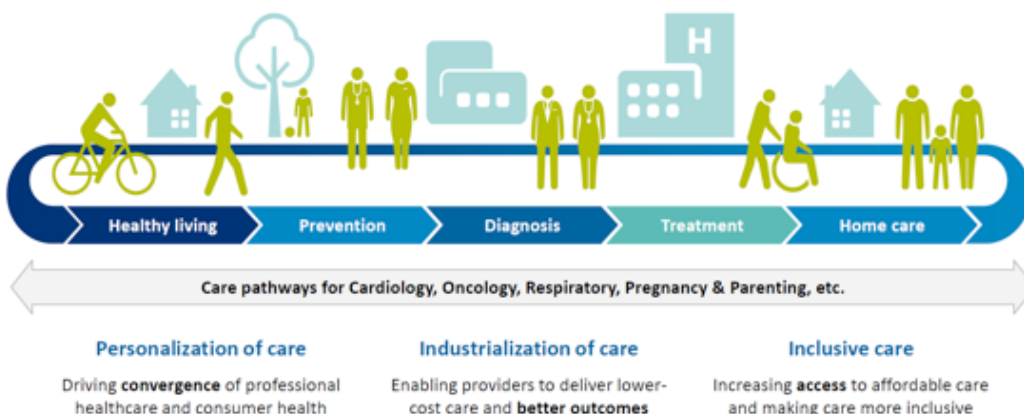 H
Healthy living
Prevention
Diagnosis
Treatment
Home care
Care pathways for Cardiology, Oncology, Respiratory, Pregnancy & Parenting, etc.
Personalization of care
Driving convergence of professional
healthcare and consumer health
Industrialization of care
Enabling providers to deliver lower-
cost care and better outcomes
Inclusive care
Increasing access to affordable care
and making care more inclusive